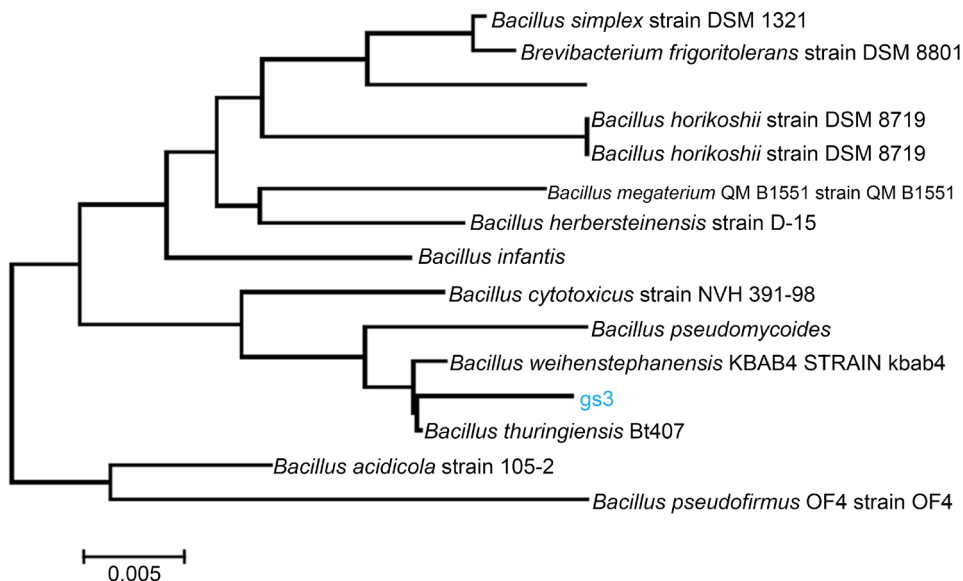 Bacillus simplex strain DSM 1321
Brevibacterium frigoritolerans strain DSM 8801
Bacillus horikoshii strain DSM 8719
Bacillus horikoshii strain DSM 8719
Bacillus megaterium QM B1551 strain QM B1551
Bacillus herbersteinensis strain D-15
Bacillus infantis
Bacillus cytotoxicus strain NVH 391-98
Bacillus pseudomycoides
Bacillus weihenstephanensis KBAB4 STRAIN kbab4
gs3
Bacillus thuringiensis Bt407
Bacillus acidicola strain 105-2
Bacillus pseudofirmus OF4 strain OF4
0.005